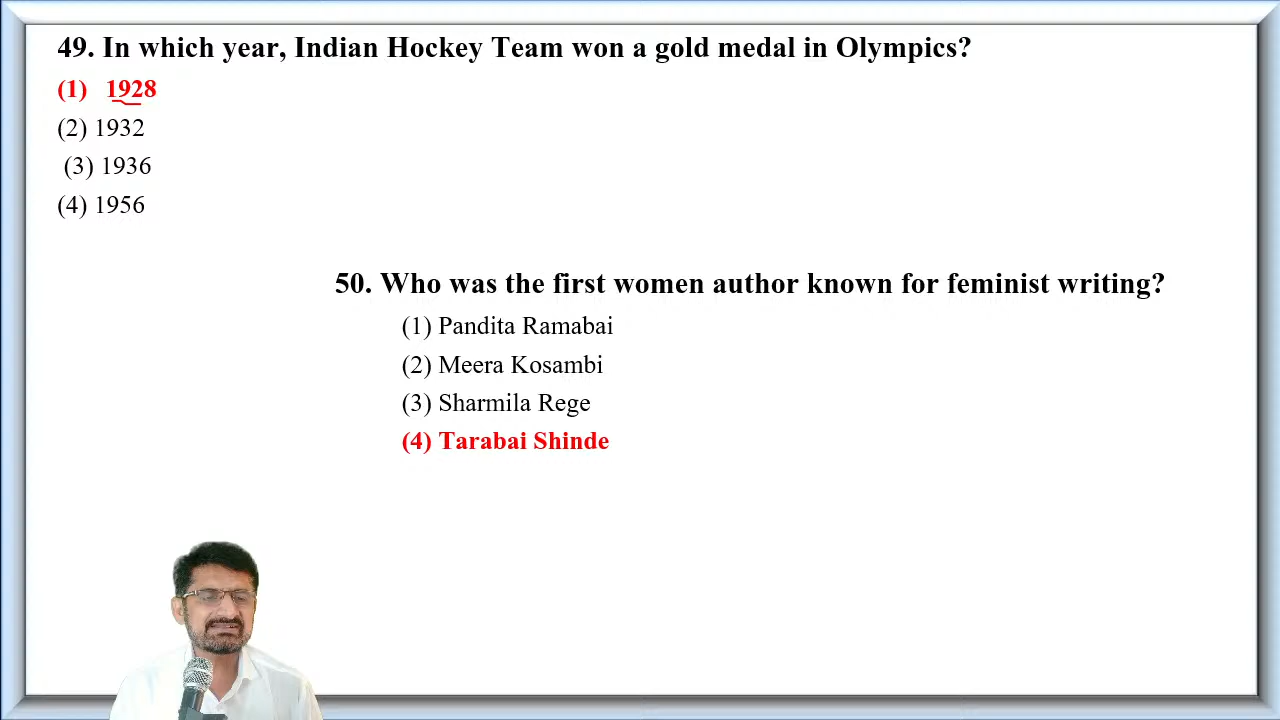 49. In which year, Indian Hockey Team won a gold medal in Olympics?
(1) 1928
(2) 1932
(3) 1936
(4) 1956
50. Who was the first women author known for feminist writing?
(1) Pandita Ramabai
(2) Meera Kosambi
(3) Sharmila Rege
(4) Tarabai Shinde